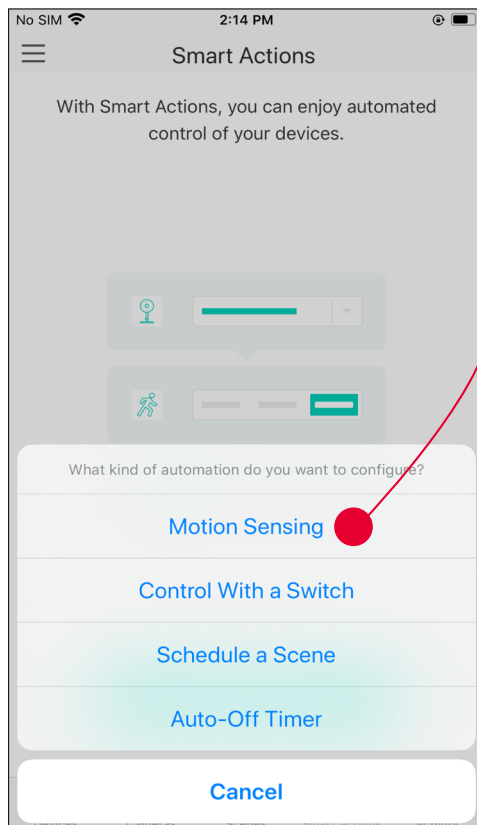 No SIM 2:14 PM
Smart Actions
With Smart Actions, you can enjoy automated
control of your devices.
What kind of automation do you want to configure?
Motion Sensing
Control With a Switch
Schedule a Scene
Auto-Off Timer
Cancel